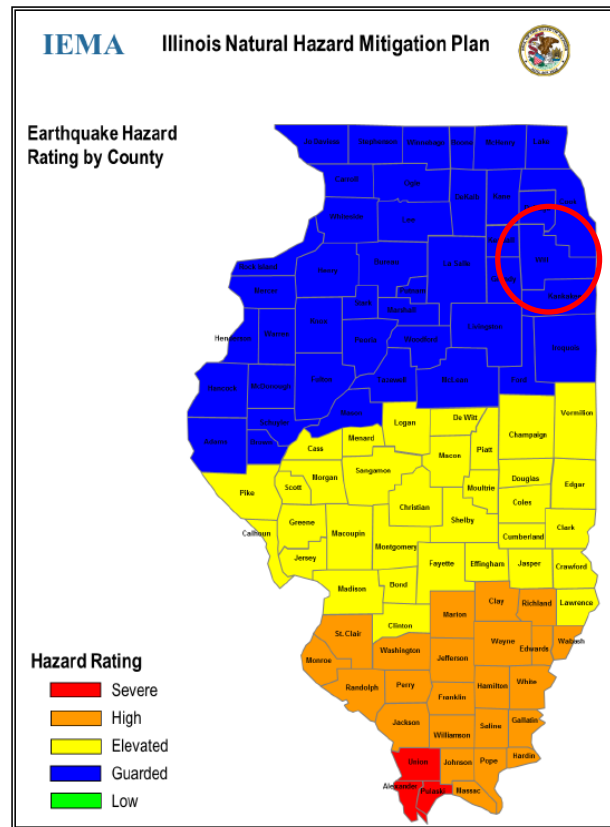 IEMA Illinois Natural Hazard Mitigation Plan
Earthquake Hazard
Rating by County
Jo Daviess Stephenson Winnebago Boone McHenry Lake
Carroll Ogle DeKalb Kane Cook
Whiteside Lee
Kendall Will
Rock Island Henry Bureau La Salle Grundy
Mercer Putnam Kankakee
Stark Marshall
Henderson Warren Knox Peoria Woodford Livingston Iroquois
Hancock McDonough Fulton Tazewell McLean Ford
Schuyler Mason
Adams Brown
Cass Menard Logan De Witt Champaign Vermilion
Macon Piatt
Pike Scott Morgan Sangamon Moultrie Douglas Edgar
Christian Coles
Calhoun Greene Macoupin Shelby Cumberland Clark
Jersey Montgomery
Madison Bond Fayette Effingham Jasper Crawford
Clinton Marion Clay Richland Lawrence
St. Clair Washington Wayne Edwards Wabash
Monroe Jefferson
Randolph Perry Franklin Hamilton White
Jackson Williamson Saline Gallatin
Union Johnson Pope Hardin
Alexander Pulaski Massac
Hazard Rating
Severe
High
Elevated
Guarded
Low